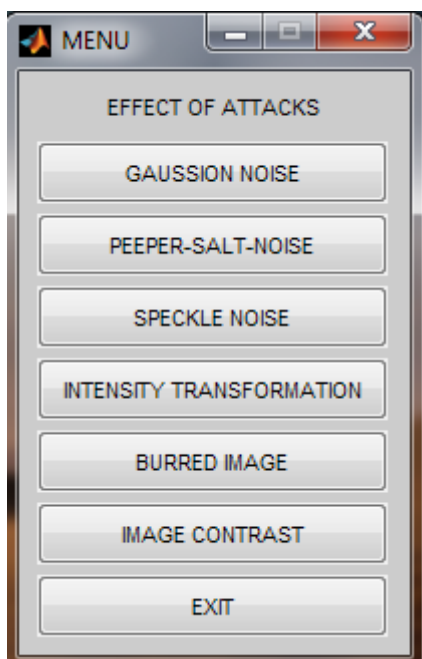 MENU
EFFECT OF ATTACKS
GAUSSION NOISE
PEEPER-SALT-NOISE
SPECKLE NOISE
INTENSITY TRANSFORMATION
BURRED IMAGE
IMAGE CONTRAST
EXIT